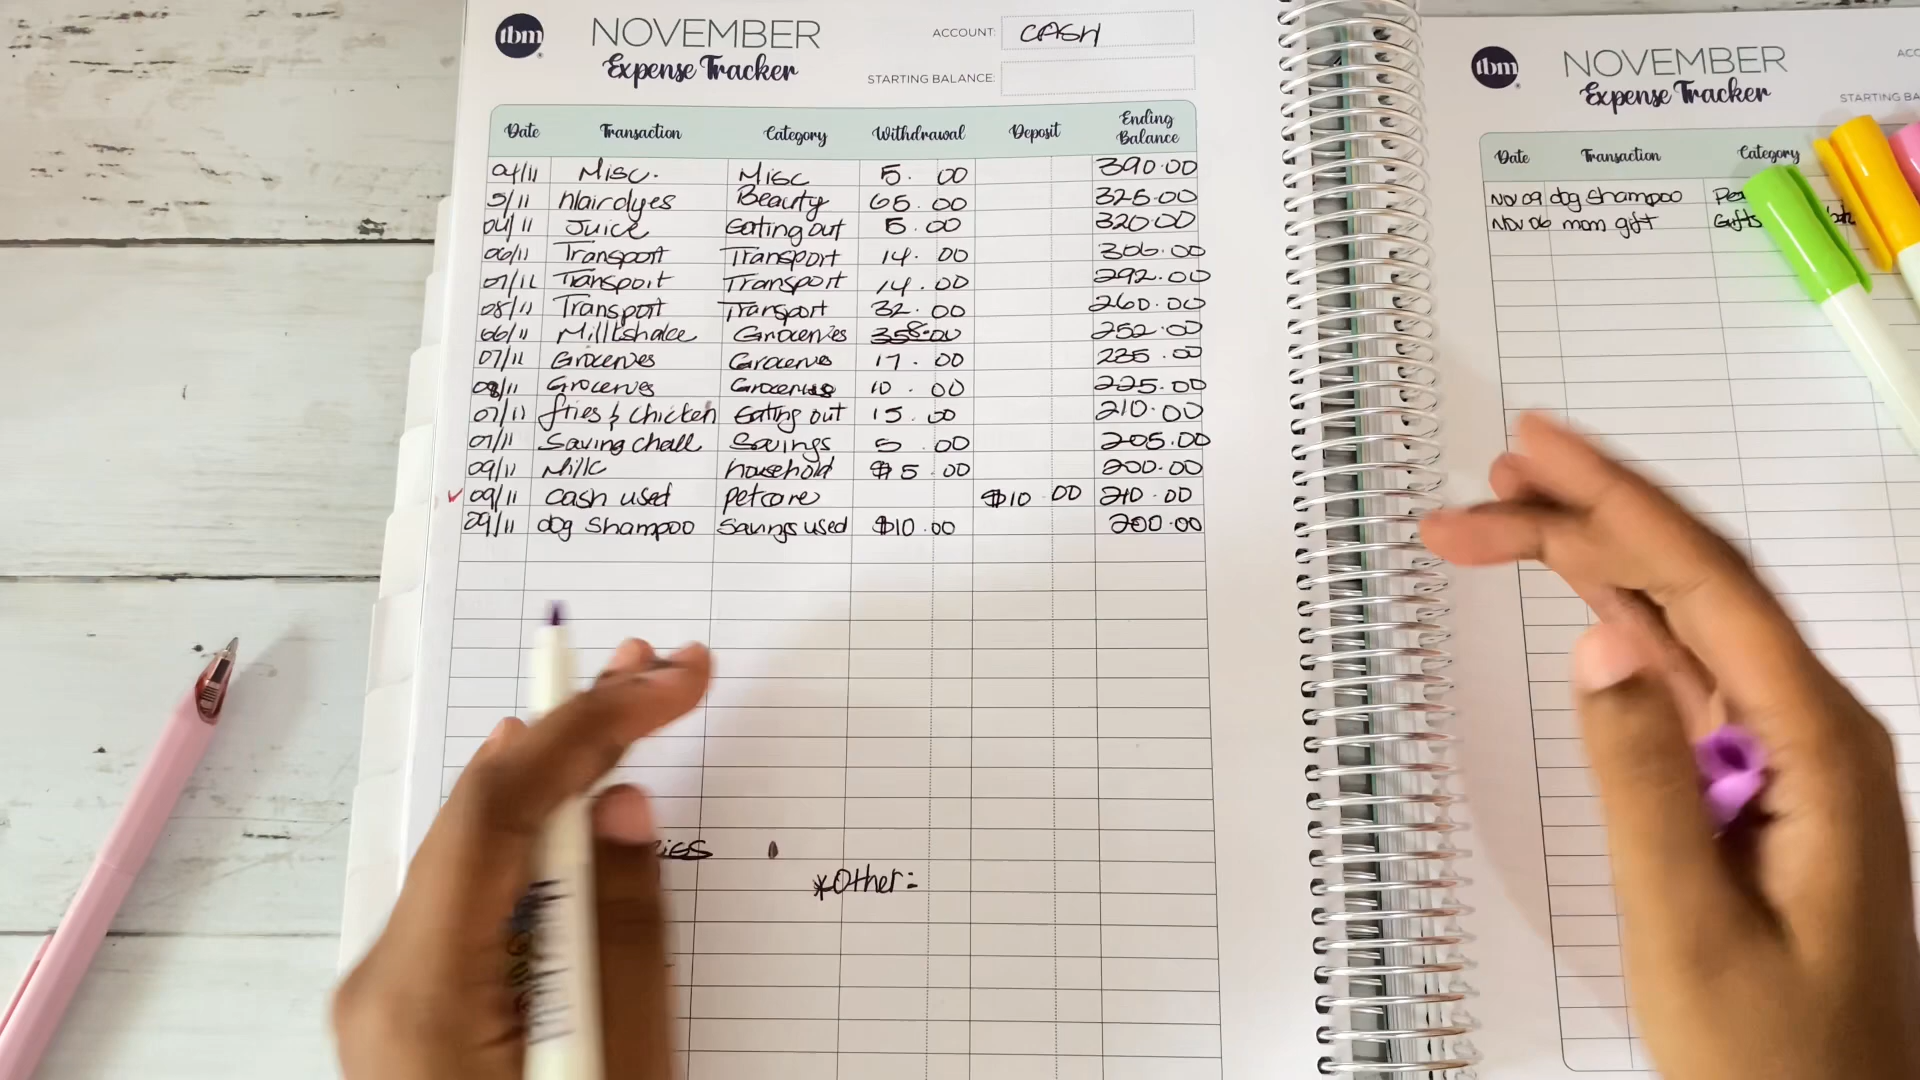 tbm NOVEMBER ACCOUNT: CASH
Expense Tracker STARTING BALANCE:
Date Transaction Category Withdrawal Deposit Ending Balance
04/11 Misc. Misc 5. 00 390.00
5/11 Hairdyes Beauty 65.00 325.00
04/11 Juice Eating out 5.00 320 00
06/11 Transport Transport 14. 00 306.00
07/11 Transport Transport 14.00 292.00
08/11 Transport Transport 32. 00 260.00
06/11 Milkshake Groceries 8.00 252.00
07/11 Groceries Groceries 17. 00 235.00
08/11 Groceries Groceries 10.00 225.00
07/11 fries & chicken Eating out 15.00 210.00
07/11 Saving chall Savings 5.00 205.00
09/11 Milk household $5.00 200.00
09/11 cash used petcare $10 00 210.00
09/11 dog shampoo Savings used $10.00 200.00
*Other:
tbm NOVEMBER
Expense Tracker
Date Transaction Category
Nov 09 dog shampoo
Nov 06 mom gift Gifts